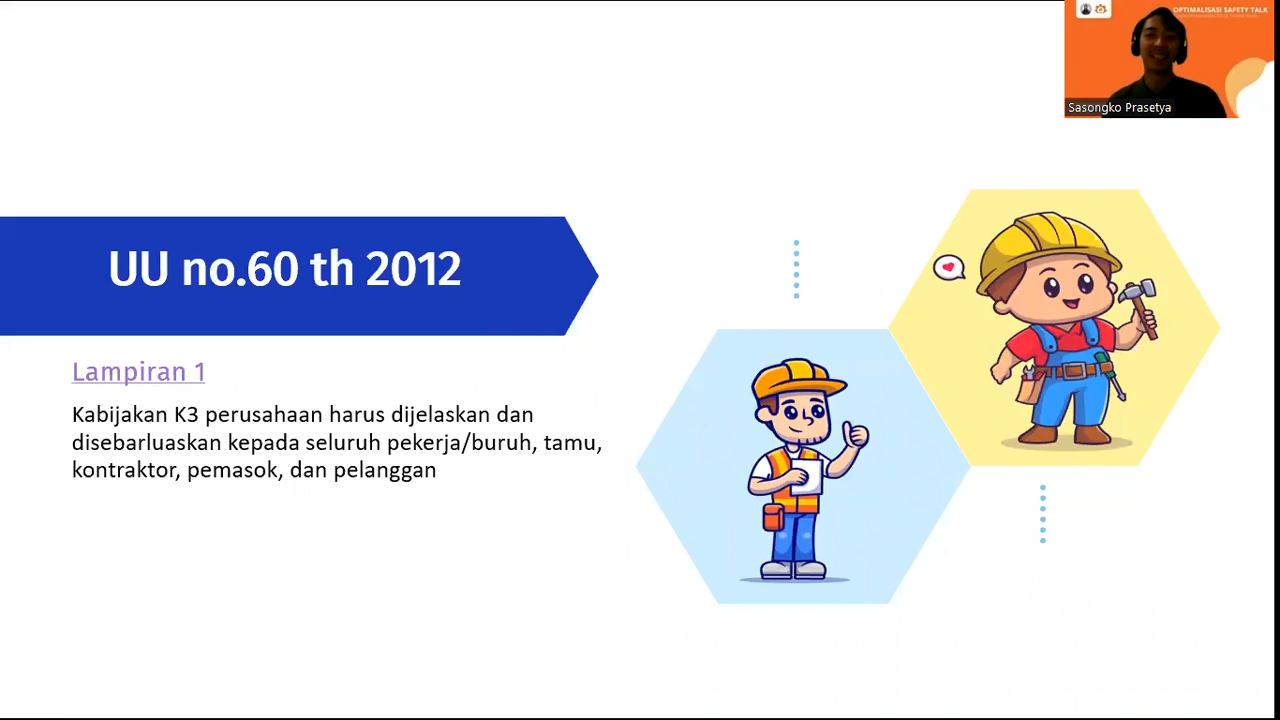 OPTIMALISASI SAFETY TALK
Sasongko Prasetya
UU no.60 th 2012
Lampiran 1
Kabijakan K3 perusahaan harus dijelaskan dan
disebarluaskan kepada seluruh pekerja/buruh, tamu,
kontraktor, pemasok, dan pelanggan